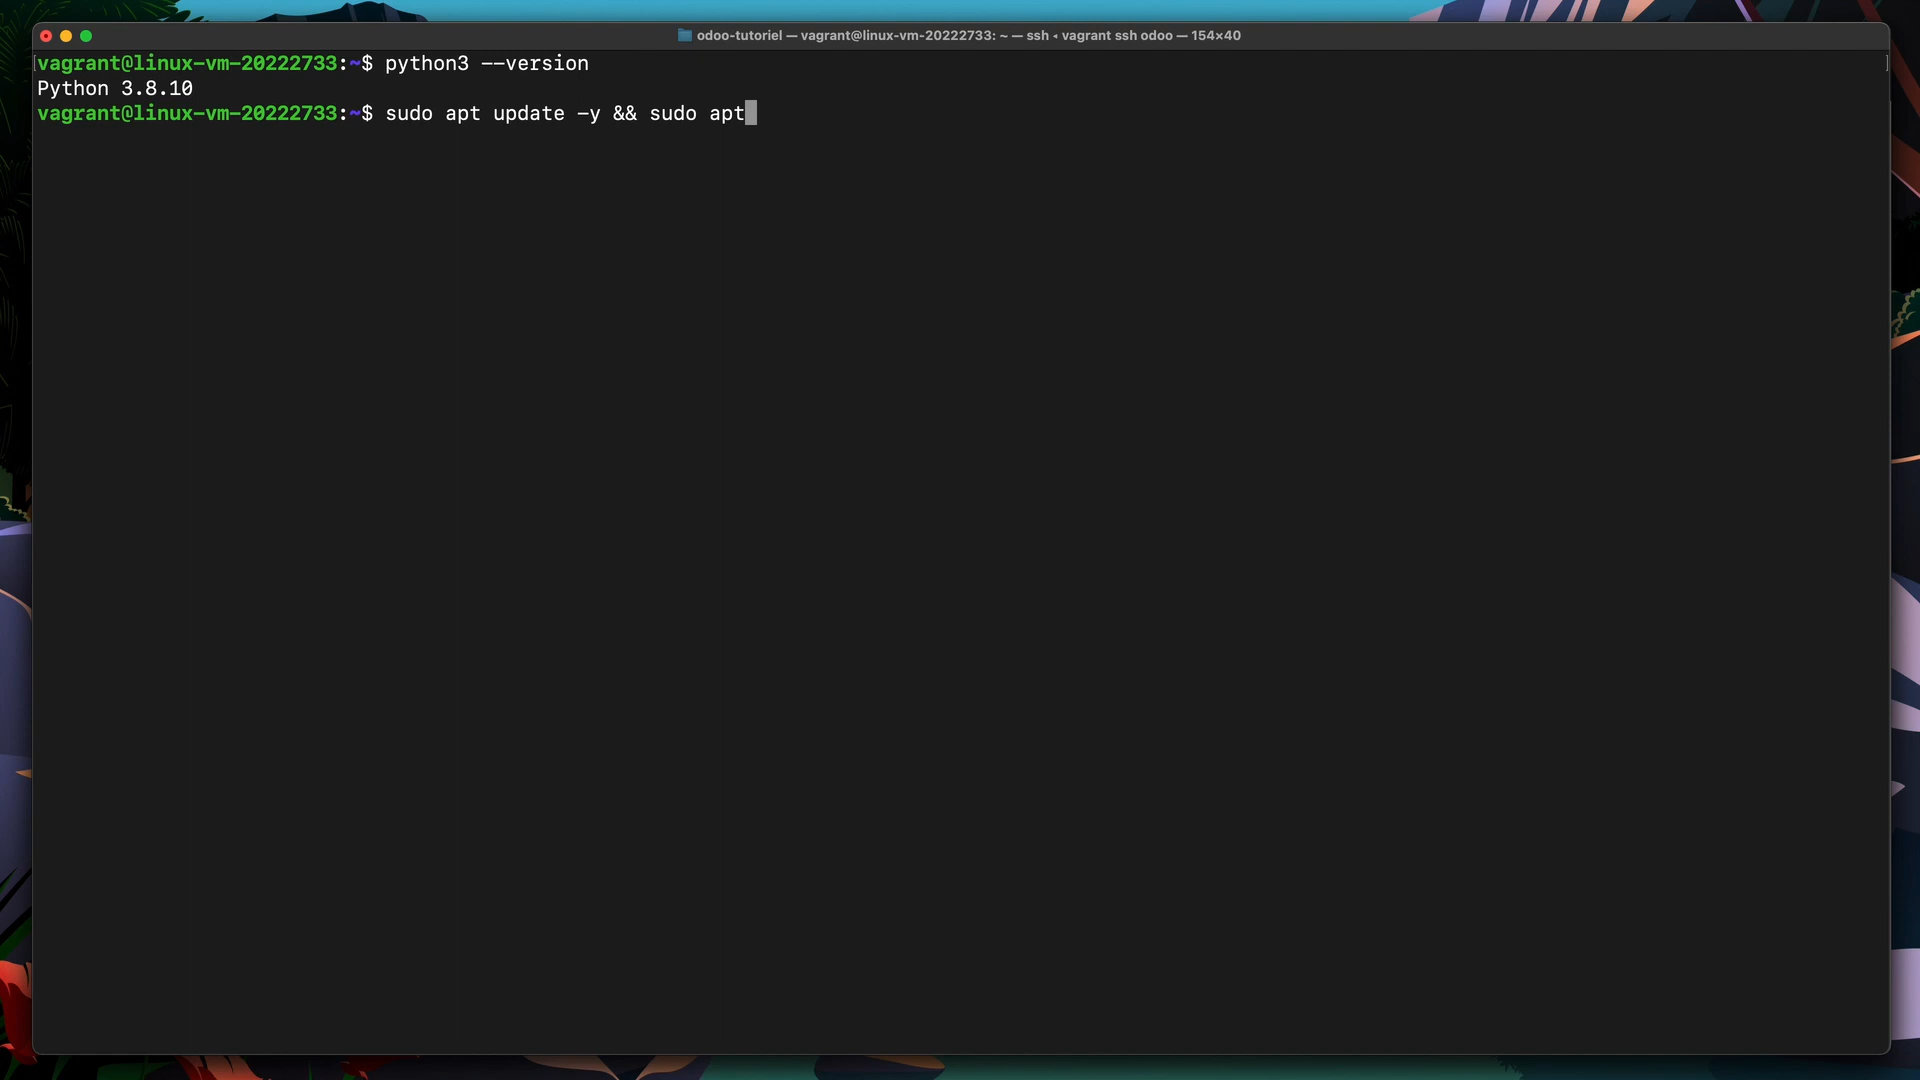 odoo-tutoriel — vagrant@linux-vm-20222733: ~ — ssh ◂ vagrant ssh odoo — 154×40
[vagrant@linux-vm-20222733:~$ python3 --version ]
Python 3.8.10
vagrant@linux-vm-20222733:~$ sudo apt update -y && sudo apt